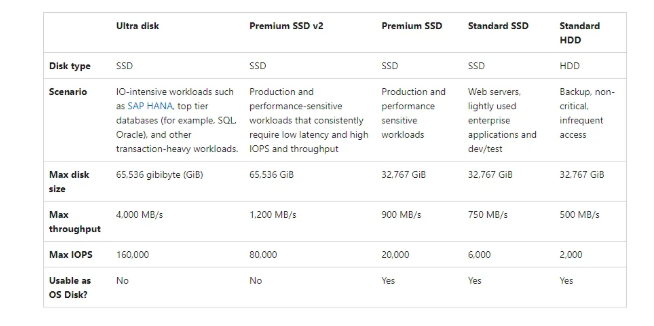 Ultra disk Premium SSD v2 Premium SSD Standard SSD Standard
HDD
Disk type SSD SSD SSD SSD HDD
Scenario IO-intensive workloads such Production and Production and Web servers, Backup, non-
as SAP HANA, top tier performance-sensitive performance lightly used critical,
databases (for example, SQL, workloads that consistently sensitive enterprise infrequent
Oracle), and other require low latency and high workloads applications and access
transaction-heavy workloads. IOPS and throughput dev/test
Max disk 65,536 gibibyte (GiB) 65,536 GiB 32,767 GiB 32,767 GiB 32,767 GiB
size
Max 4,000 MB/s 1,200 MB/s 900 MB/s 750 MB/s 500 MB/s
throughput
Max IOPS 160,000 80,000 20,000 6,000 2,000
Usable as No No Yes Yes Yes
OS Disk?